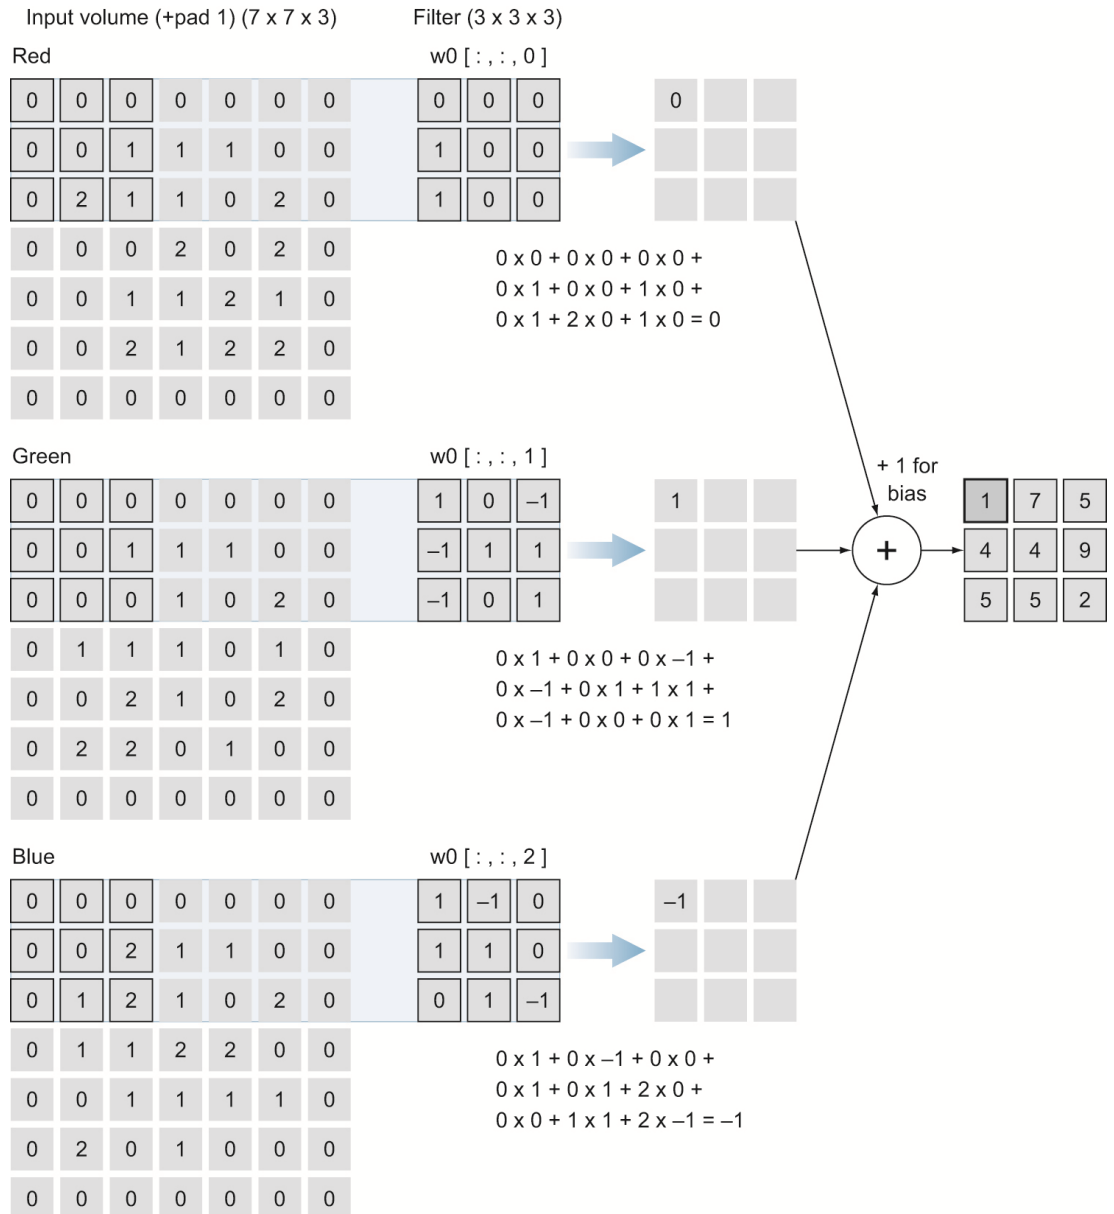 Input volume (+pad 1) (7 x 7 x 3) Filter (3 x 3 x 3)
Red w0 [ : , : , 0 ]
0 0 0 0 0 0 0 0 0 0 0
0 0 1 1 1 0 0 1 0 0
0 2 1 1 0 2 0 1 0 0
0 0 0 2 0 2 0
0 x 0 + 0 x 0 + 0 x 0 +
0 0 1 1 2 1 0
0 x 1 + 0 x 0 + 1 x 0 +
0 x 1 + 2 x 0 + 1 x 0 = 0
0 0 2 1 2 2 0
0 0 0 0 0 0 0
Green w0 [ : , : , 1 ]
+ 1 for
bias
0 0 0 0 0 0 0 1 0 –1 1 1 7 5
0 0 1 1 1 0 0 –1 1 1 + 4 4 9
0 0 0 1 0 2 0 –1 0 1 5 5 2
0 1 1 1 0 1 0
0 x 1 + 0 x 0 + 0 x –1 +
0 0 2 1 0 2 0
0 x –1 + 0 x 1 + 1 x 1 +
0 x –1 + 0 x 0 + 0 x 1 = 1
0 2 2 0 1 0 0
0 0 0 0 0 0 0
Blue w0 [ : , : , 2 ]
0 0 0 0 0 0 0 1 –1 0 –1
0 0 2 1 1 0 0 1 1 0
0 1 2 1 0 2 0 0 1 –1
0 1 1 2 2 0 0
0 x 1 + 0 x –1 + 0 x 0 +
0 0 1 1 1 1 0
0 x 1 + 0 x 1 + 2 x 0 +
0 x 0 + 1 x 1 + 2 x –1 = –1
0 2 0 1 0 0 0
0 0 0 0 0 0 0